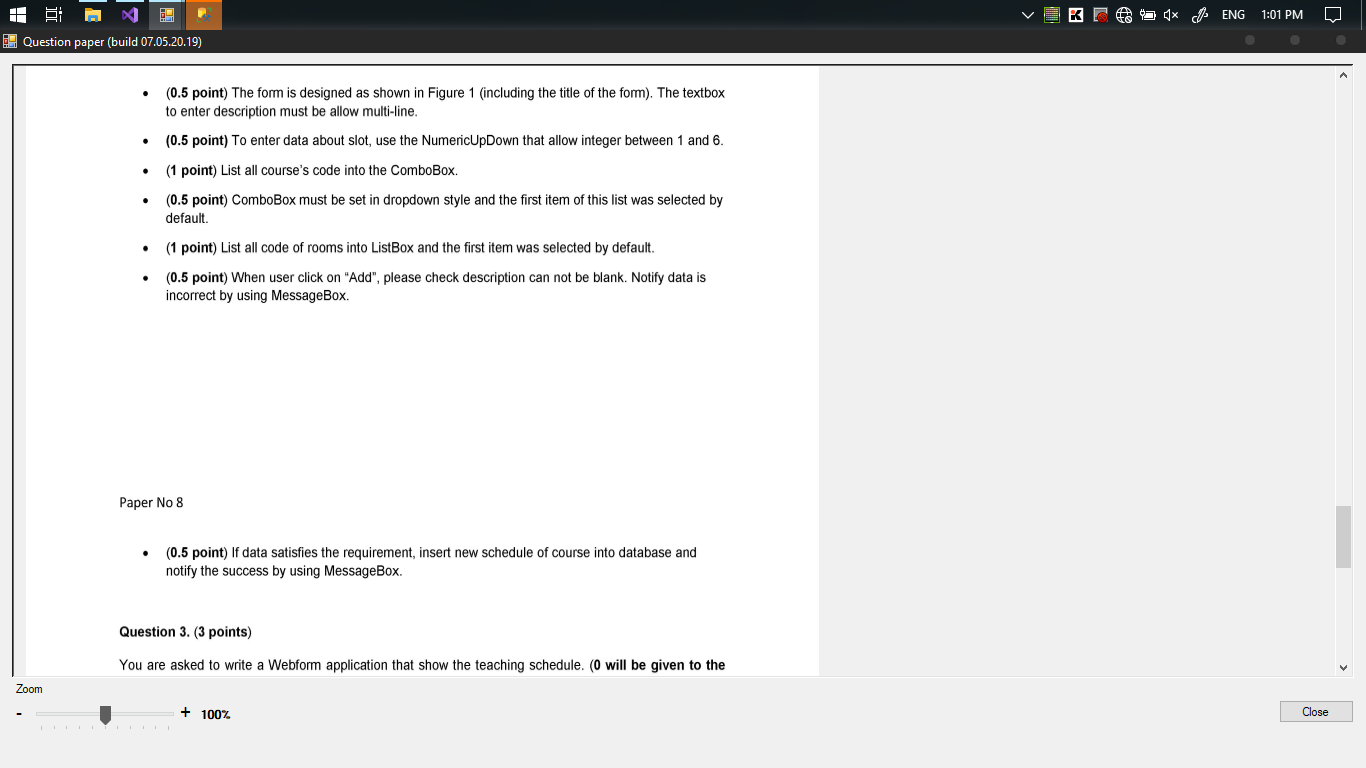 ENG 1:01 PM
Question paper (build 07.05.20.19)
• (0.5 point) The form is designed as shown in Figure 1 (including the title of the form). The textbox
to enter description must be allow multi-line.
• (0.5 point) To enter data about slot, use the NumericUpDown that allow integer between 1 and 6.
• (1 point) List all course's code into the ComboBox.
• (0.5 point) ComboBox must be set in dropdown style and the first item of this list was selected by
default.
• (1 point) List all code of rooms into ListBox and the first item was selected by default.
• (0.5 point) When user click on “Add”, please check description can not be blank. Notify data is
incorrect by using MessageBox.
Paper No 8
• (0.5 point) If data satisfies the requirement, insert new schedule of course into database and
notify the success by using MessageBox.
Question 3. (3 points)
You are asked to write a Webform application that show the teaching schedule. (0 will be given to the
Zoom
- + 100%
Close